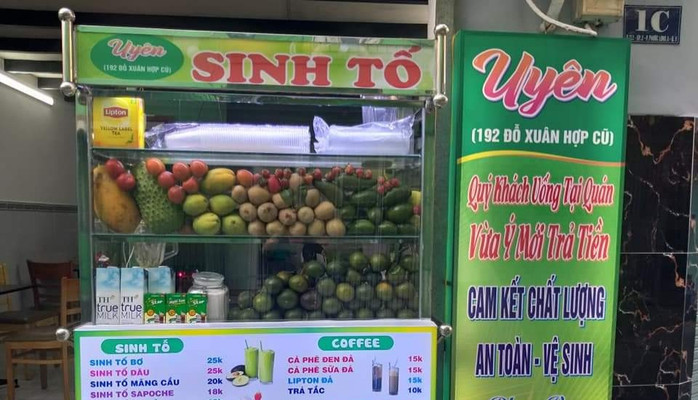 Uyên
(192 ĐỖ XUÂN HỢP CŨ)
SINH TỐ
Lipton
YELLOW LABEL
TEA
TH
true
MILK
TH
true
MILK
SINH TỐ
SINH TỐ BƠ 25k
SINH TỐ DÂU 25k
SINH TỐ MÃNG CẦU 20k
SINH TỐ SAPOCHE 18k
COFFEE
CÀ PHÊ ĐEN ĐÁ 15k
CÀ PHÊ SỮA ĐÁ 15k
LIPTON ĐÁ 15k
TRÀ TẮC 10k
Uyên
(192 ĐỖ XUÂN HỢP CŨ)
Quý Khách Uống Tại Quán
Vừa Ý Mới Trả Tiền
CAM KẾT CHẤT LƯỢNG
AN TOÀN - VỆ SINH
1C